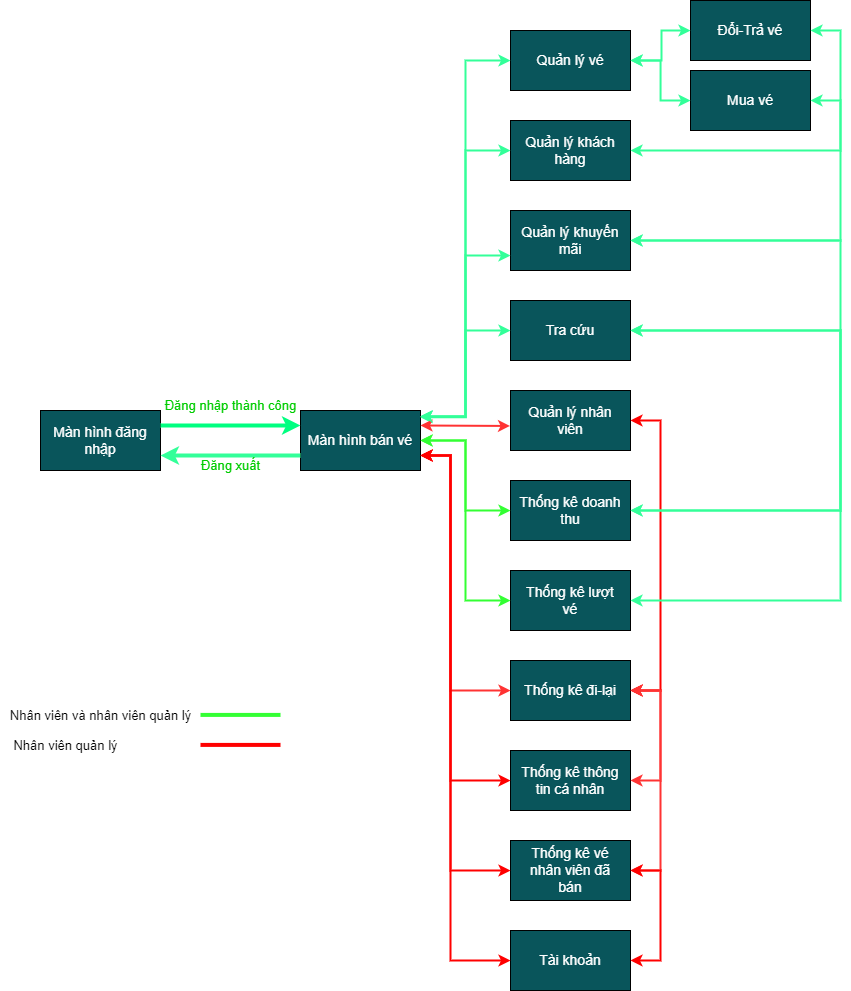 Đổi-Trả vé
Quản lý vé
Mua vé
Quản lý khách
hàng
Quản lý khuyến
mãi
Tra cứu
Đăng nhập thành công
Màn hình đăng
nhập
Màn hình bán vé
Đăng xuất
Quản lý nhân
viên
Thống kê doanh
thu
Thống kê lượt
vé
Thống kê đi-lại
Nhân viên và nhân viên quản lý
Nhân viên quản lý
Thống kê thông
tin cá nhân
Thống kê vé
nhân viên đã
bán
Tài khoản